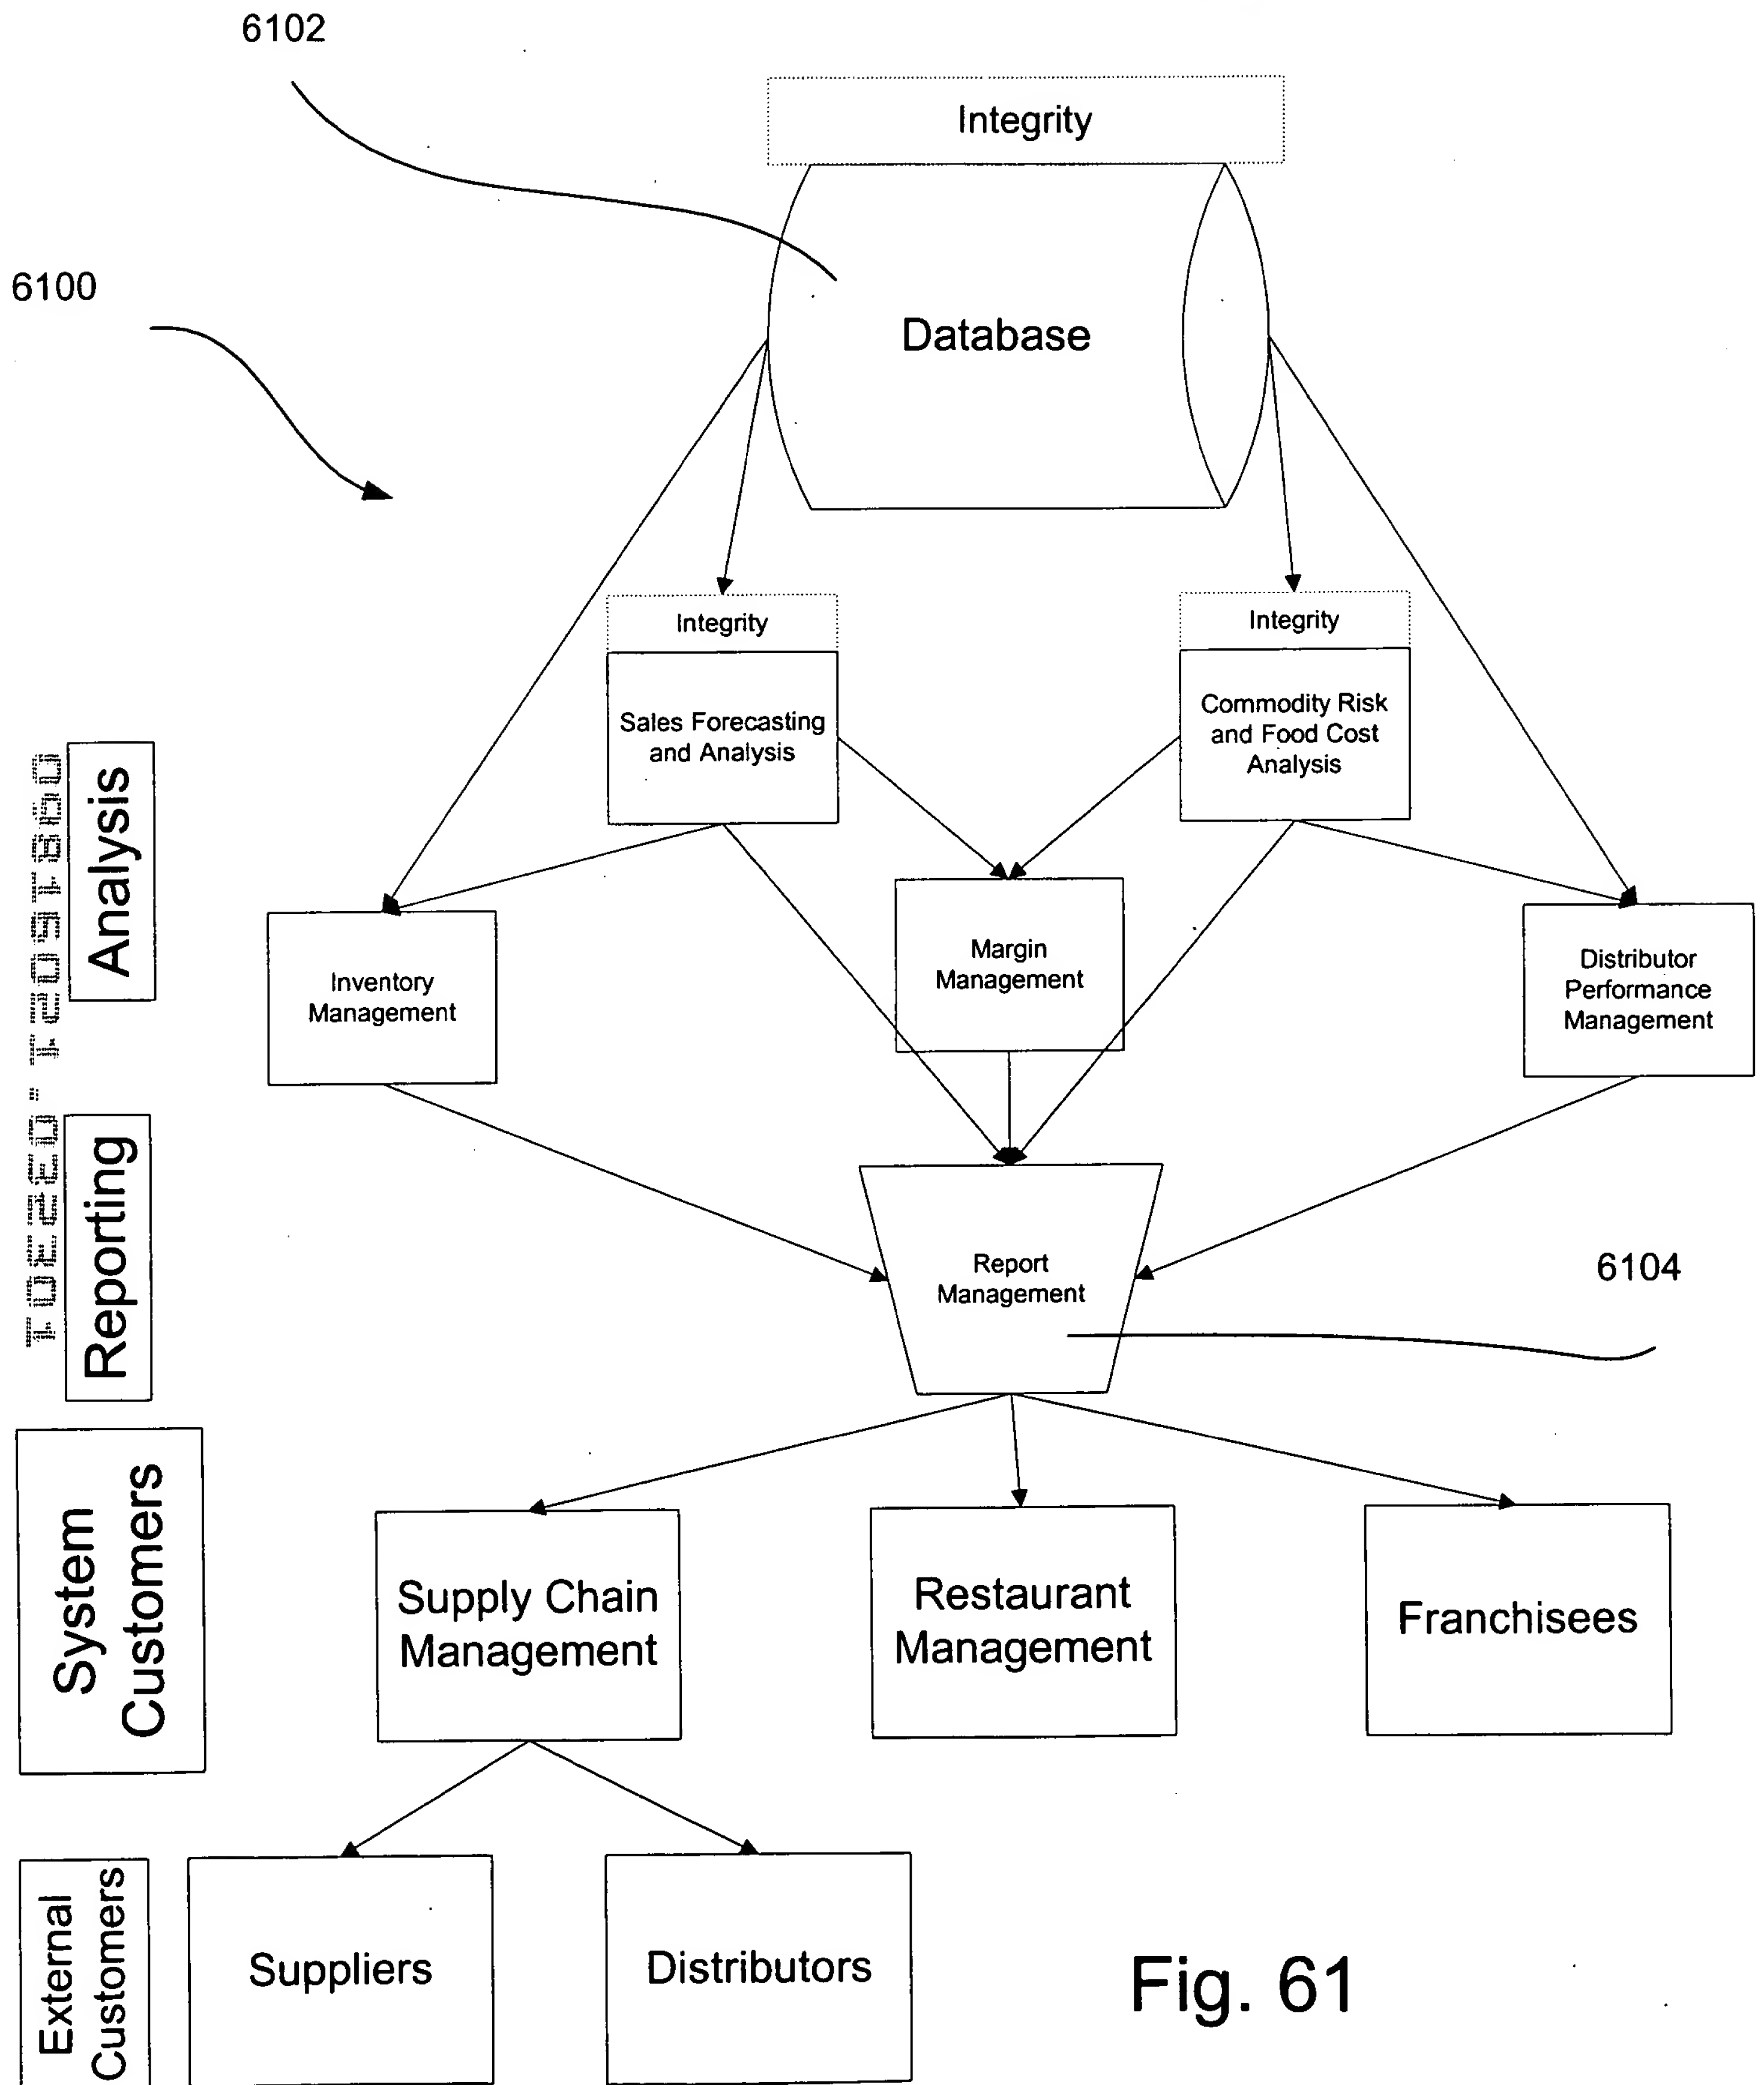 6102
Integrity
6100
Database
Integrity
Integrity
Sales Forecasting
and Analysis
Commodity Risk
and Food Cost
Analysis
Analysis
Inventory
Management
Margin
Management
Distributor
Performance
Management
Reporting
Report
Management
6104
System
Customers
Supply Chain
Management
Restaurant
Management
Franchisees
External
Customers
Suppliers
Distributors
Fig. 61